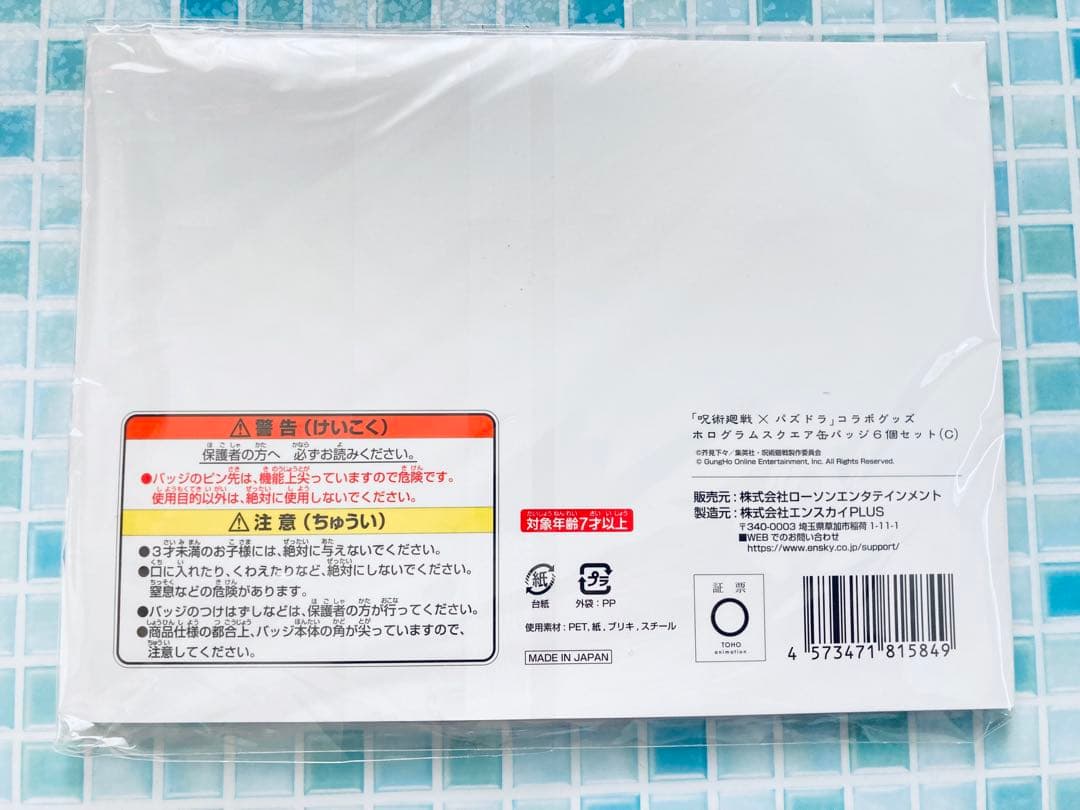 ⚠警告(けいこく)
保護者の方へ 必ずお読みください。
●バッジのピン先は、機能上尖っていますので危険です。
使用目的以外は、絶対に使用しないでください。
⚠注意(ちゅうい)
●3才未満のお子様には、絶対に与えないでください。
●口に入れたり、くわえたりなど、絶対にしないでください。
窒息などの危険があります。
●バッジのつけはずしなどは、保護者の方が行ってください。
●商品仕様の都合上、バッジ本体の角が尖っていますので、
注意してください。
対象年齢7才以上
紙
台紙
プラ
外袋:PP
使用素材:PET,紙,ブリキ,スチール
MADE IN JAPAN
「呪術廻戦×パズドラ」コラボグッズ
ホログラムスクエア缶バッジ6個セット(C)
©芥見下々/集英社・呪術廻戦製作委員会
© GungHo Online Entertainment, Inc. All Rights Reserved.
販売元:株式会社ローソンエンタテインメント
製造元:株式会社エンスカイPLUS
〒340-0003 埼玉県草加市稲荷 1-11-1
■WEBでのお問い合わせ
https://www.ensky.co.jp/support/
証票
TOHO
animation
4 573471 815849